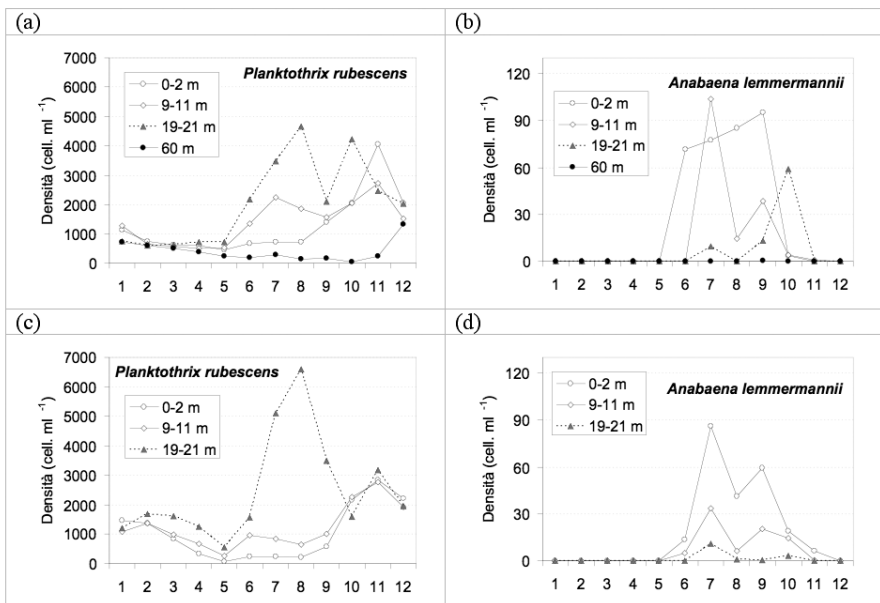 (a)
(b)
Planktothrix rubescens
7000
6000
5000
4000
3000
2000
1000
0
Densità (cell. ml -1)
0-2 m
9-11 m
19-21 m
60 m
1 2 3 4 5 6 7 8 9 10 11 12
Anabaena lemmermannii
120
90
60
30
0
Densità (cell. ml -1)
0-2 m
9-11 m
19-21 m
60 m
1 2 3 4 5 6 7 8 9 10 11 12
(c)
(d)
Planktothrix rubescens
7000
6000
5000
4000
3000
2000
1000
0
Densità (cell. ml -1)
0-2 m
9-11 m
19-21 m
1 2 3 4 5 6 7 8 9 10 11 12
Anabaena lemmermannii
120
90
60
30
0
Densità (cell. ml -1)
0-2 m
9-11 m
19-21 m
1 2 3 4 5 6 7 8 9 10 11 12